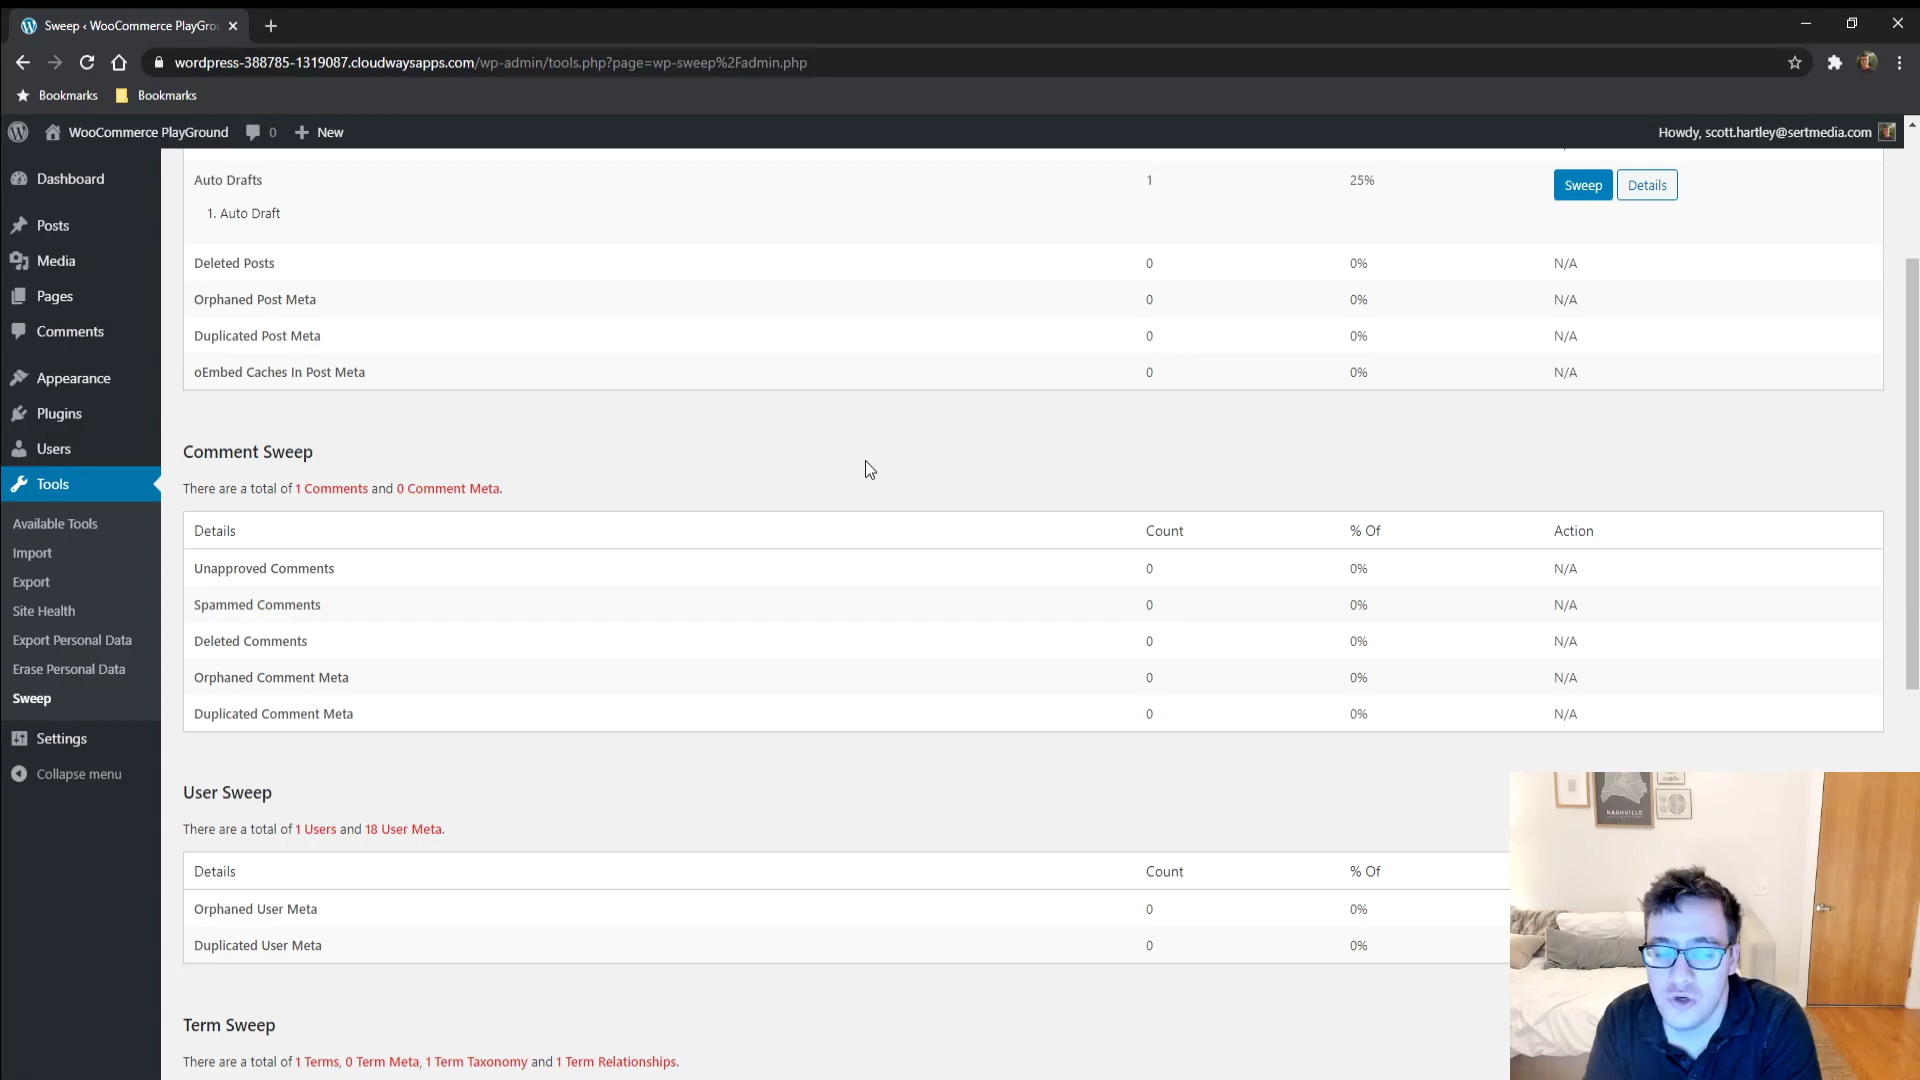 Sweep ‹ WooCommerce PlayGro
wordpress-388785-1319087.cloudwaysapps.com/wp-admin/tools.php?page=wp-sweep%2Fadmin.php
Bookmarks Bookmarks
WooCommerce PlayGround 0 New Howdy, scott.hartley@sertmedia.com
Dashboard
Posts
Media
Pages
Comments
Appearance
Plugins
Users
Tools
Available Tools
Import
Export
Site Health
Export Personal Data
Erase Personal Data
Sweep
Settings
Collapse menu
Auto Drafts 1 25% Sweep Details
1. Auto Draft
Deleted Posts 0 0% N/A
Orphaned Post Meta 0 0% N/A
Duplicated Post Meta 0 0% N/A
oEmbed Caches In Post Meta 0 0% N/A
Comment Sweep
There are a total of 1 Comments and 0 Comment Meta.
Details Count % Of Action
Unapproved Comments 0 0% N/A
Spammed Comments 0 0% N/A
Deleted Comments 0 0% N/A
Orphaned Comment Meta 0 0% N/A
Duplicated Comment Meta 0 0% N/A
User Sweep
There are a total of 1 Users and 18 User Meta.
Details Count % Of
Orphaned User Meta 0 0%
Duplicated User Meta 0 0%
Term Sweep
There are a total of 1 Terms, 0 Term Meta, 1 Term Taxonomy and 1 Term Relationships.
NASHVILLE